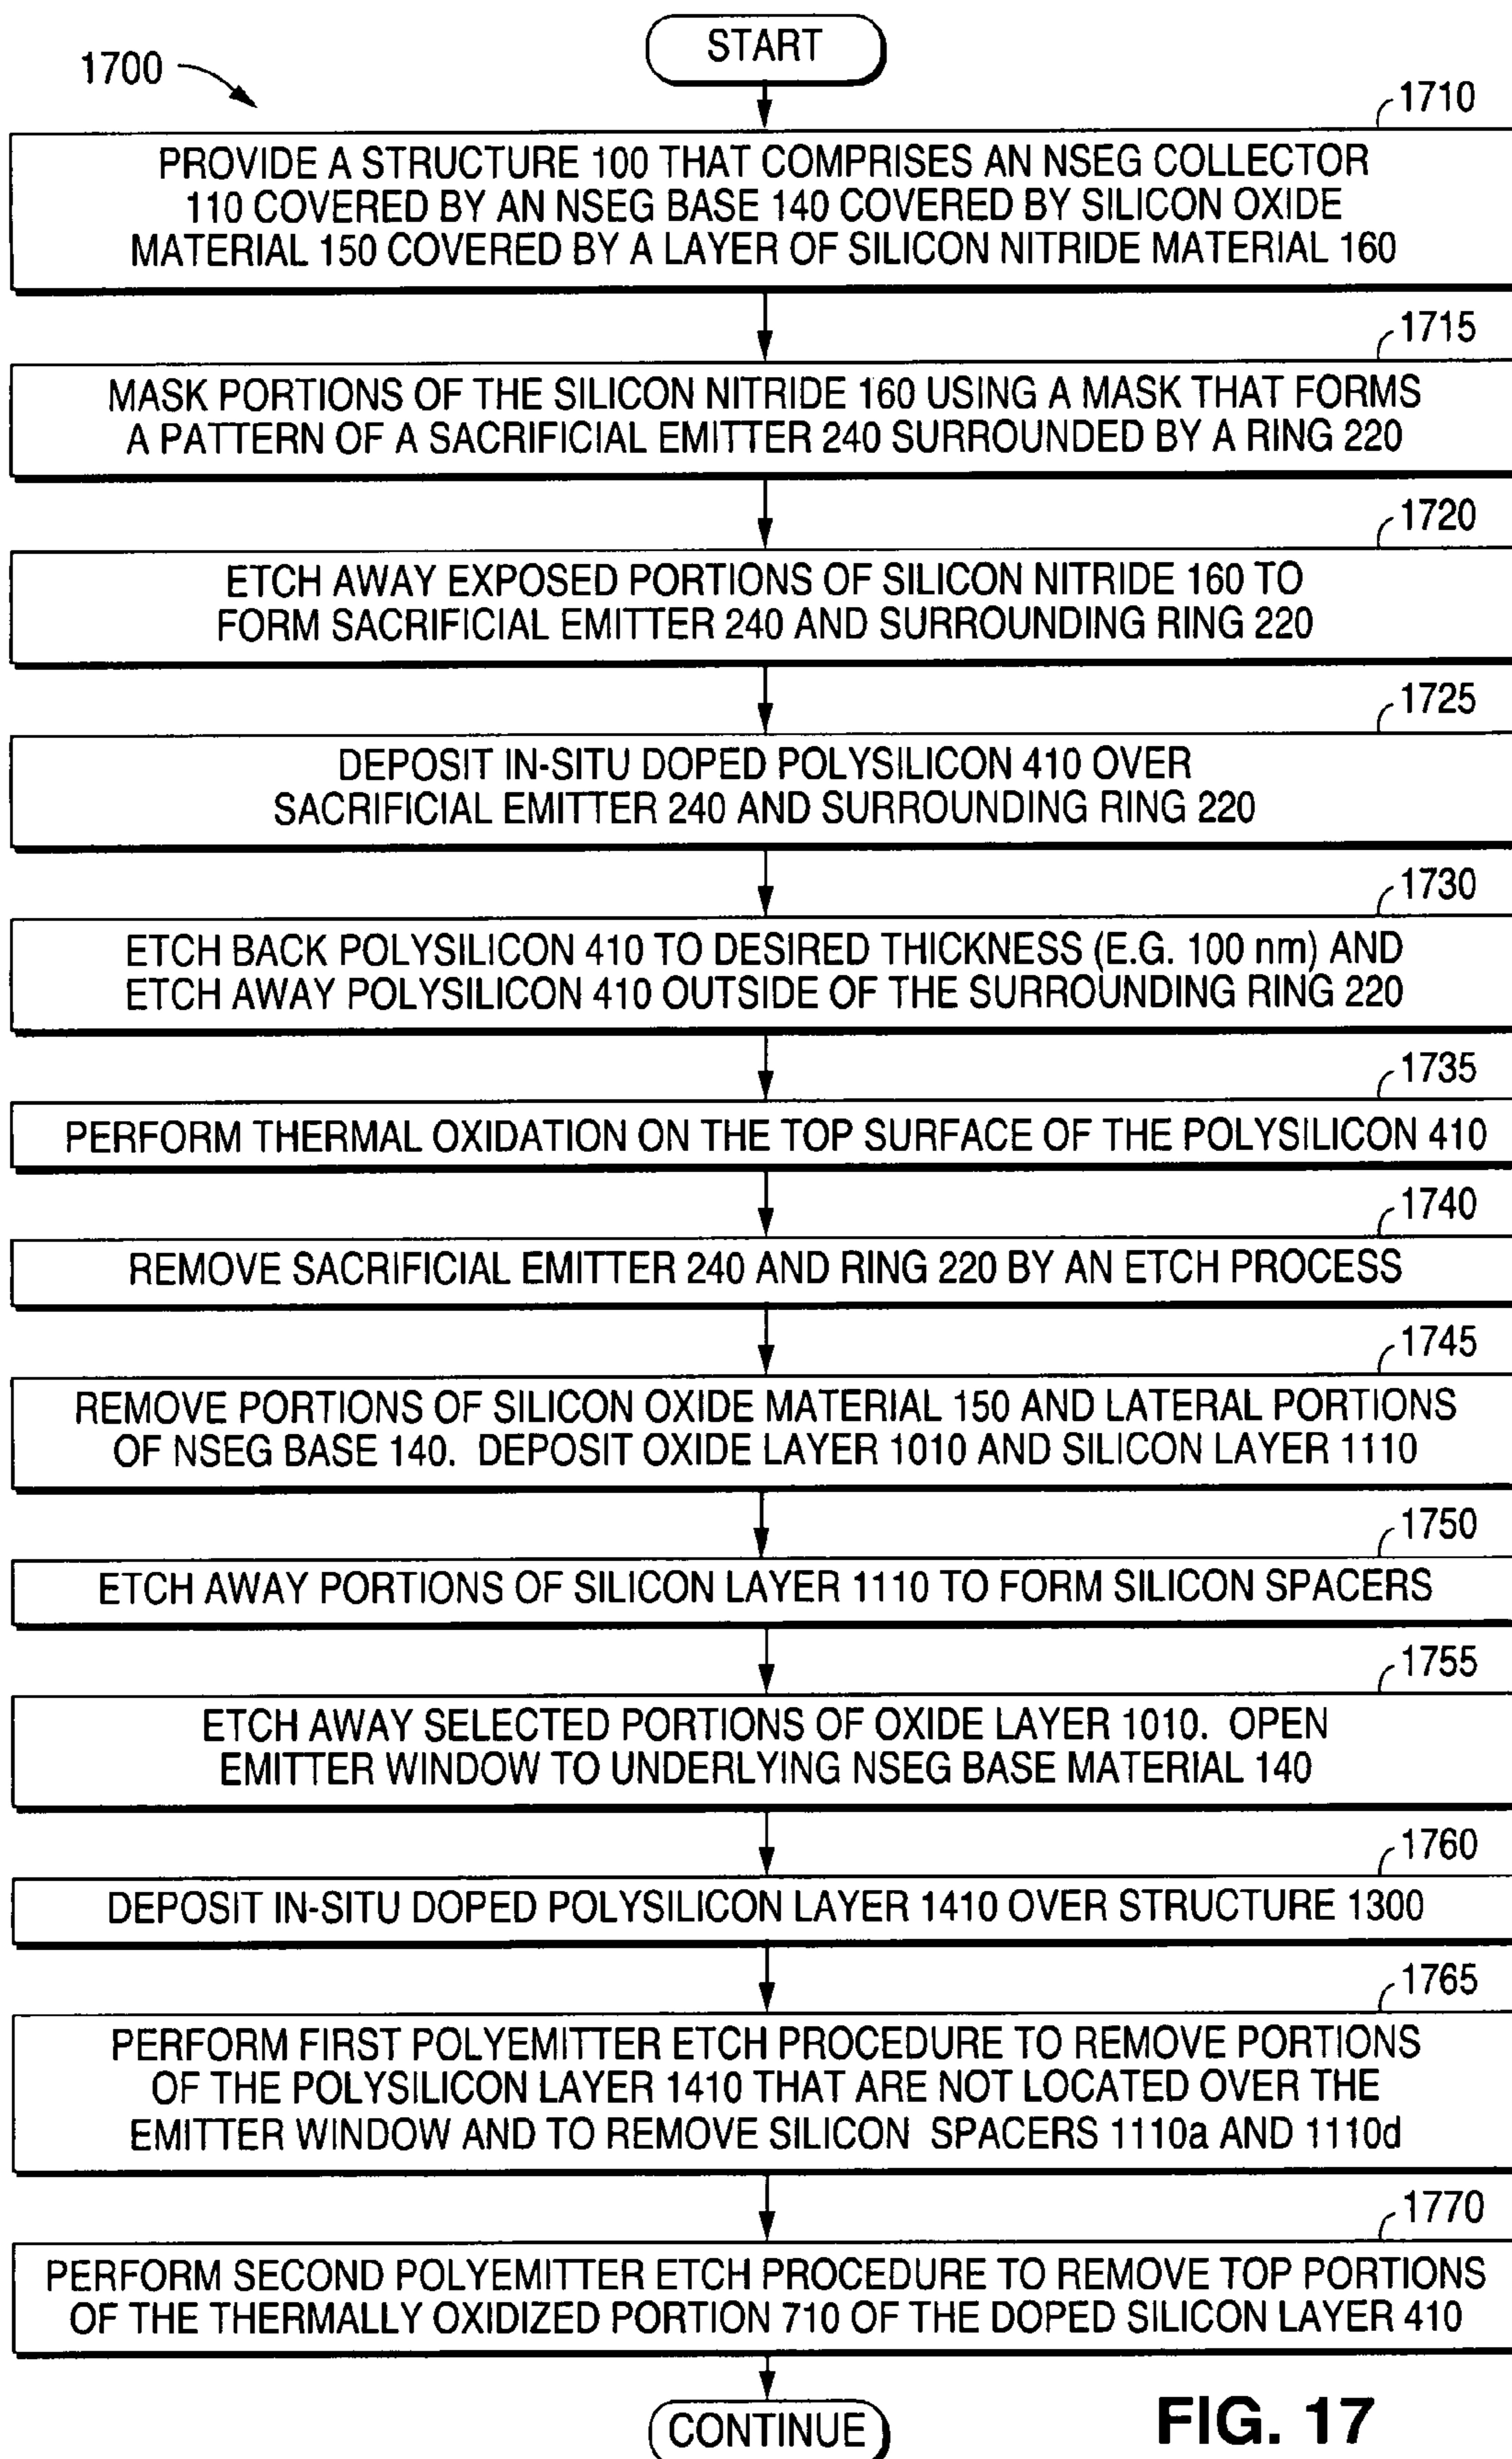 START
1700
1710
PROVIDE A STRUCTURE 100 THAT COMPRISES AN NSEG COLLECTOR
110 COVERED BY AN NSEG BASE 140 COVERED BY SILICON OXIDE
MATERIAL 150 COVERED BY A LAYER OF SILICON NITRIDE MATERIAL 160
1715
MASK PORTIONS OF THE SILICON NITRIDE 160 USING A MASK THAT FORMS
A PATTERN OF A SACRIFICIAL EMITTER 240 SURROUNDED BY A RING 220
1720
ETCH AWAY EXPOSED PORTIONS OF SILICON NITRIDE 160 TO
FORM SACRIFICIAL EMITTER 240 AND SURROUNDING RING 220
1725
DEPOSIT IN-SITU DOPED POLYSILICON 410 OVER
SACRIFICIAL EMITTER 240 AND SURROUNDING RING 220
1730
ETCH BACK POLYSILICON 410 TO DESIRED THICKNESS (E.G. 100 nm) AND
ETCH AWAY POLYSILICON 410 OUTSIDE OF THE SURROUNDING RING 220
1735
PERFORM THERMAL OXIDATION ON THE TOP SURFACE OF THE POLYSILICON 410
1740
REMOVE SACRIFICIAL EMITTER 240 AND RING 220 BY AN ETCH PROCESS
1745
REMOVE PORTIONS OF SILICON OXIDE MATERIAL 150 AND LATERAL PORTIONS
OF NSEG BASE 140. DEPOSIT OXIDE LAYER 1010 AND SILICON LAYER 1110
1750
ETCH AWAY PORTIONS OF SILICON LAYER 1110 TO FORM SILICON SPACERS
1755
ETCH AWAY SELECTED PORTIONS OF OXIDE LAYER 1010. OPEN
EMITTER WINDOW TO UNDERLYING NSEG BASE MATERIAL 140
1760
DEPOSIT IN-SITU DOPED POLYSILICON LAYER 1410 OVER STRUCTURE 1300
1765
PERFORM FIRST POLYEMITTER ETCH PROCEDURE TO REMOVE PORTIONS
OF THE POLYSILICON LAYER 1410 THAT ARE NOT LOCATED OVER THE
EMITTER WINDOW AND TO REMOVE SILICON SPACERS 1110a AND 1110d
1770
PERFORM SECOND POLYEMITTER ETCH PROCEDURE TO REMOVE TOP PORTIONS
OF THE THERMALLY OXIDIZED PORTION 710 OF THE DOPED SILICON LAYER 410
CONTINUE
FIG. 17